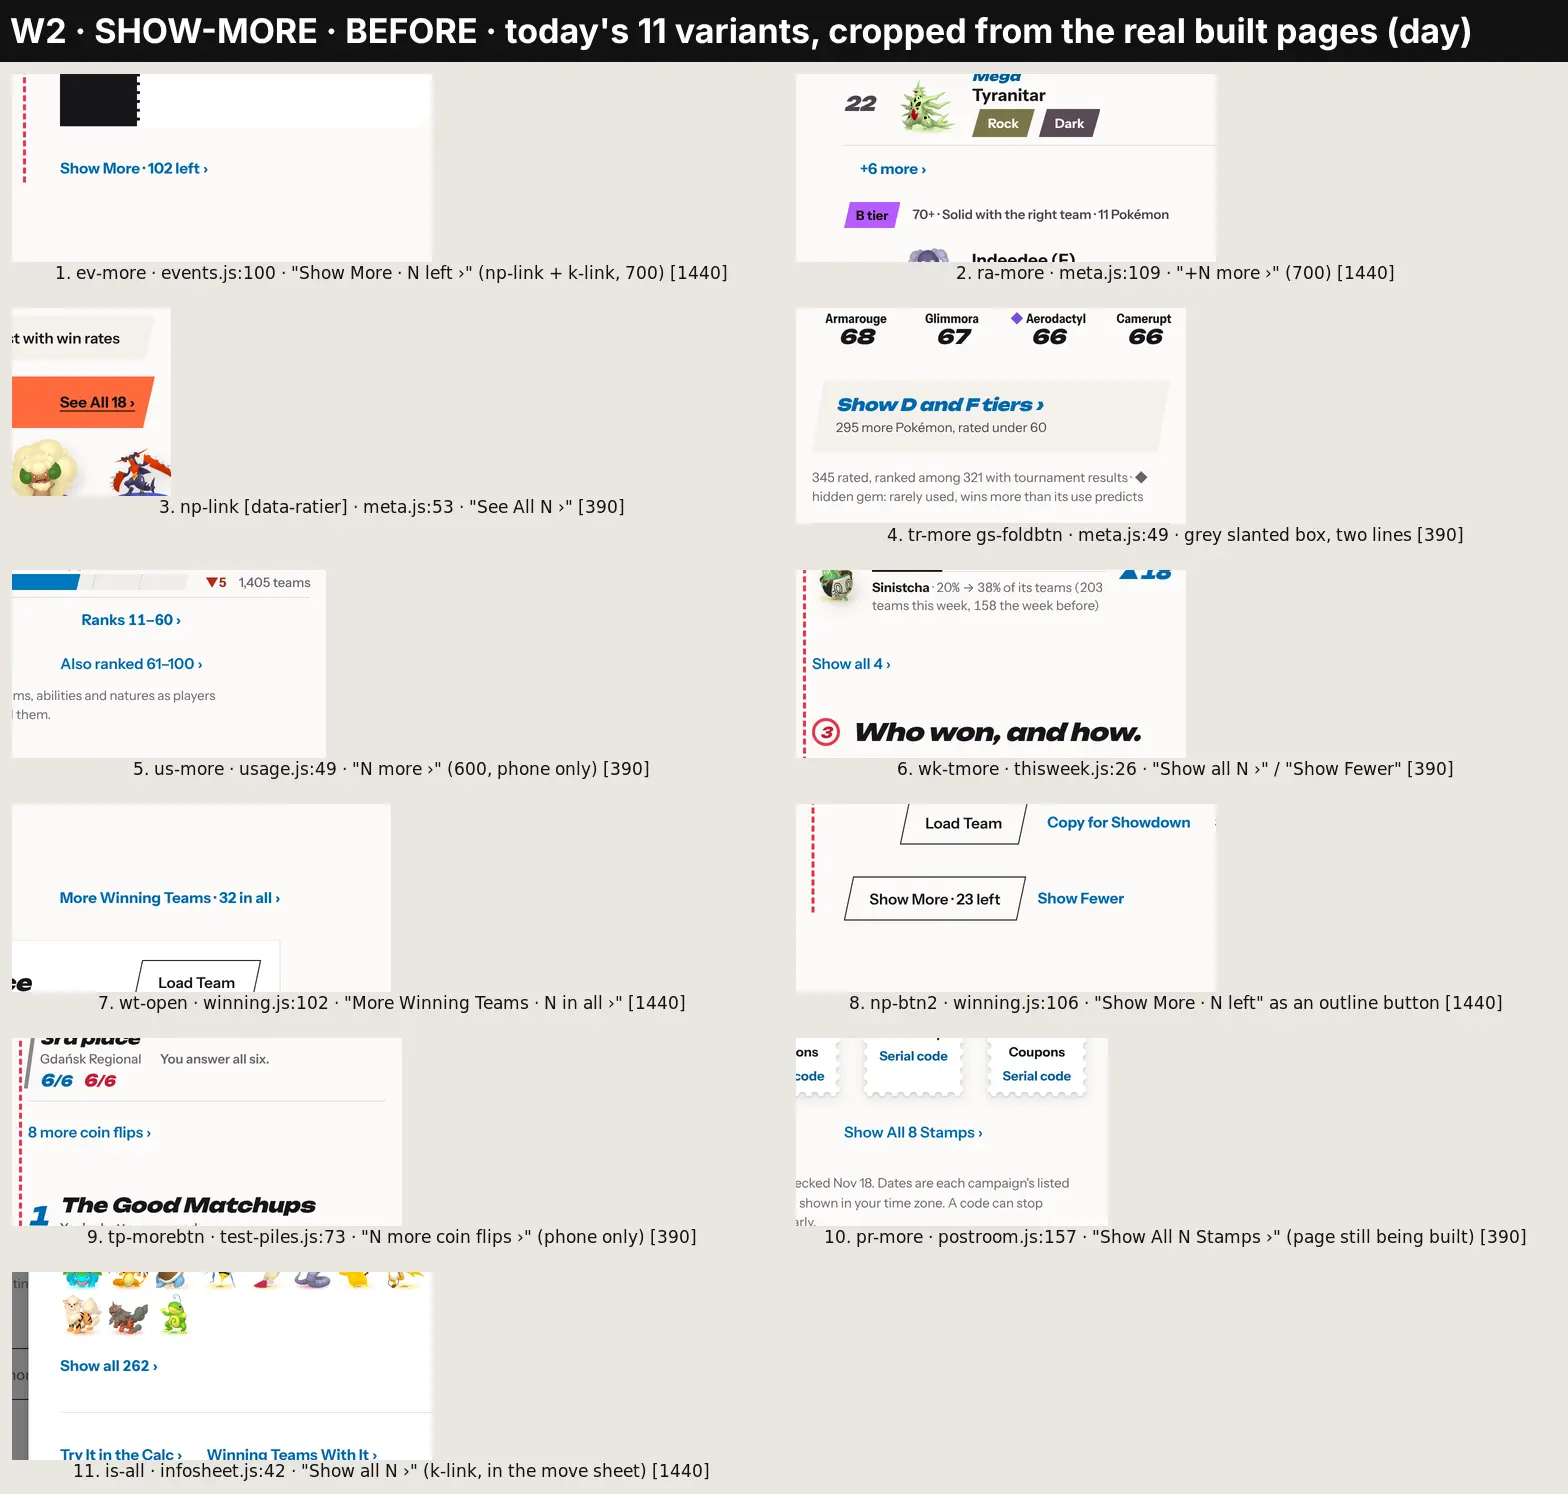 W2 · SHOW-MORE · BEFORE · today's 11 variants, cropped from the real built pages (day)
Show More · 102 left ›
1. ev-more · events.js:100 · "Show More · N left ›" (np-link + k-link, 700) [1440]
Mega
22
Tyranitar
Rock
Dark
+6 more ›
B tier
70+ · Solid with the right team · 11 Pokémon
Indeedee (F)
2. ra-more · meta.js:109 · "+N more ›" (700) [1440]
st with win rates
See All 18 ›
3. np-link [data-ratier] · meta.js:53 · "See All N ›" [390]
Armarouge
Glimmora
Aerodactyl
Camerupt
68
67
66
66
Show D and F tiers ›
295 more Pokémon, rated under 60
345 rated, ranked among 321 with tournament results · ◆
hidden gem: rarely used, wins more than its use predicts
4. tr-more gs-foldbtn · meta.js:49 · grey slanted box, two lines [390]
▼5
1,405 teams
Ranks 11–60 ›
Also ranked 61–100 ›
ms, abilities and natures as players
them.
5. us-more · usage.js:49 · "N more ›" (600, phone only) [390]
▲18
Sinistcha · 20% → 38% of its teams (203
teams this week, 158 the week before)
Show all 4 ›
3
Who won, and how.
6. wk-tmore · thisweek.js:26 · "Show all N ›" / "Show Fewer" [390]
More Winning Teams · 32 in all ›
Load Team
7. wt-open · winning.js:102 · "More Winning Teams · N in all ›" [1440]
Load Team
Copy for Showdown
Show More · 23 left
Show Fewer
8. np-btn2 · winning.js:106 · "Show More · N left" as an outline button [1440]
3rd place
Gdańsk Regional
You answer all six.
6/6
6/6
8 more coin flips ›
1
The Good Matchups
9. tp-morebtn · test-piles.js:73 · "N more coin flips ›" (phone only) [390]
ons
code
Serial code
Coupons
Serial code
Show All 8 Stamps ›
ecked Nov 18. Dates are each campaign's listed
shown in your time zone. A code can stop
arly.
10. pr-more · postroom.js:157 · "Show All N Stamps ›" (page still being built) [390]
Show all 262 ›
Try It in the Calc ›
Winning Teams With It ›
11. is-all · infosheet.js:42 · "Show all N ›" (k-link, in the move sheet) [1440]